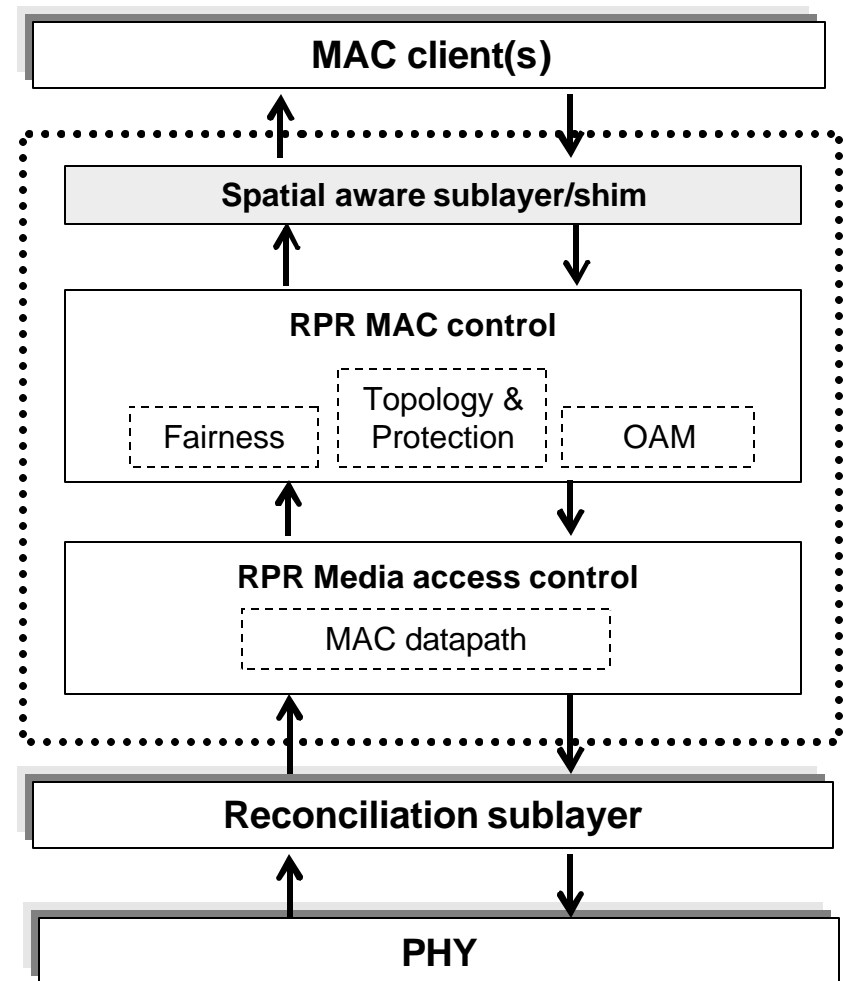 MAC client(s)
Spatial aware sublayer/shim
RPR MAC control
Fairness
Topology &
Protection
OAM
RPR Media access control
MAC datapath
Reconciliation sublayer
PHY